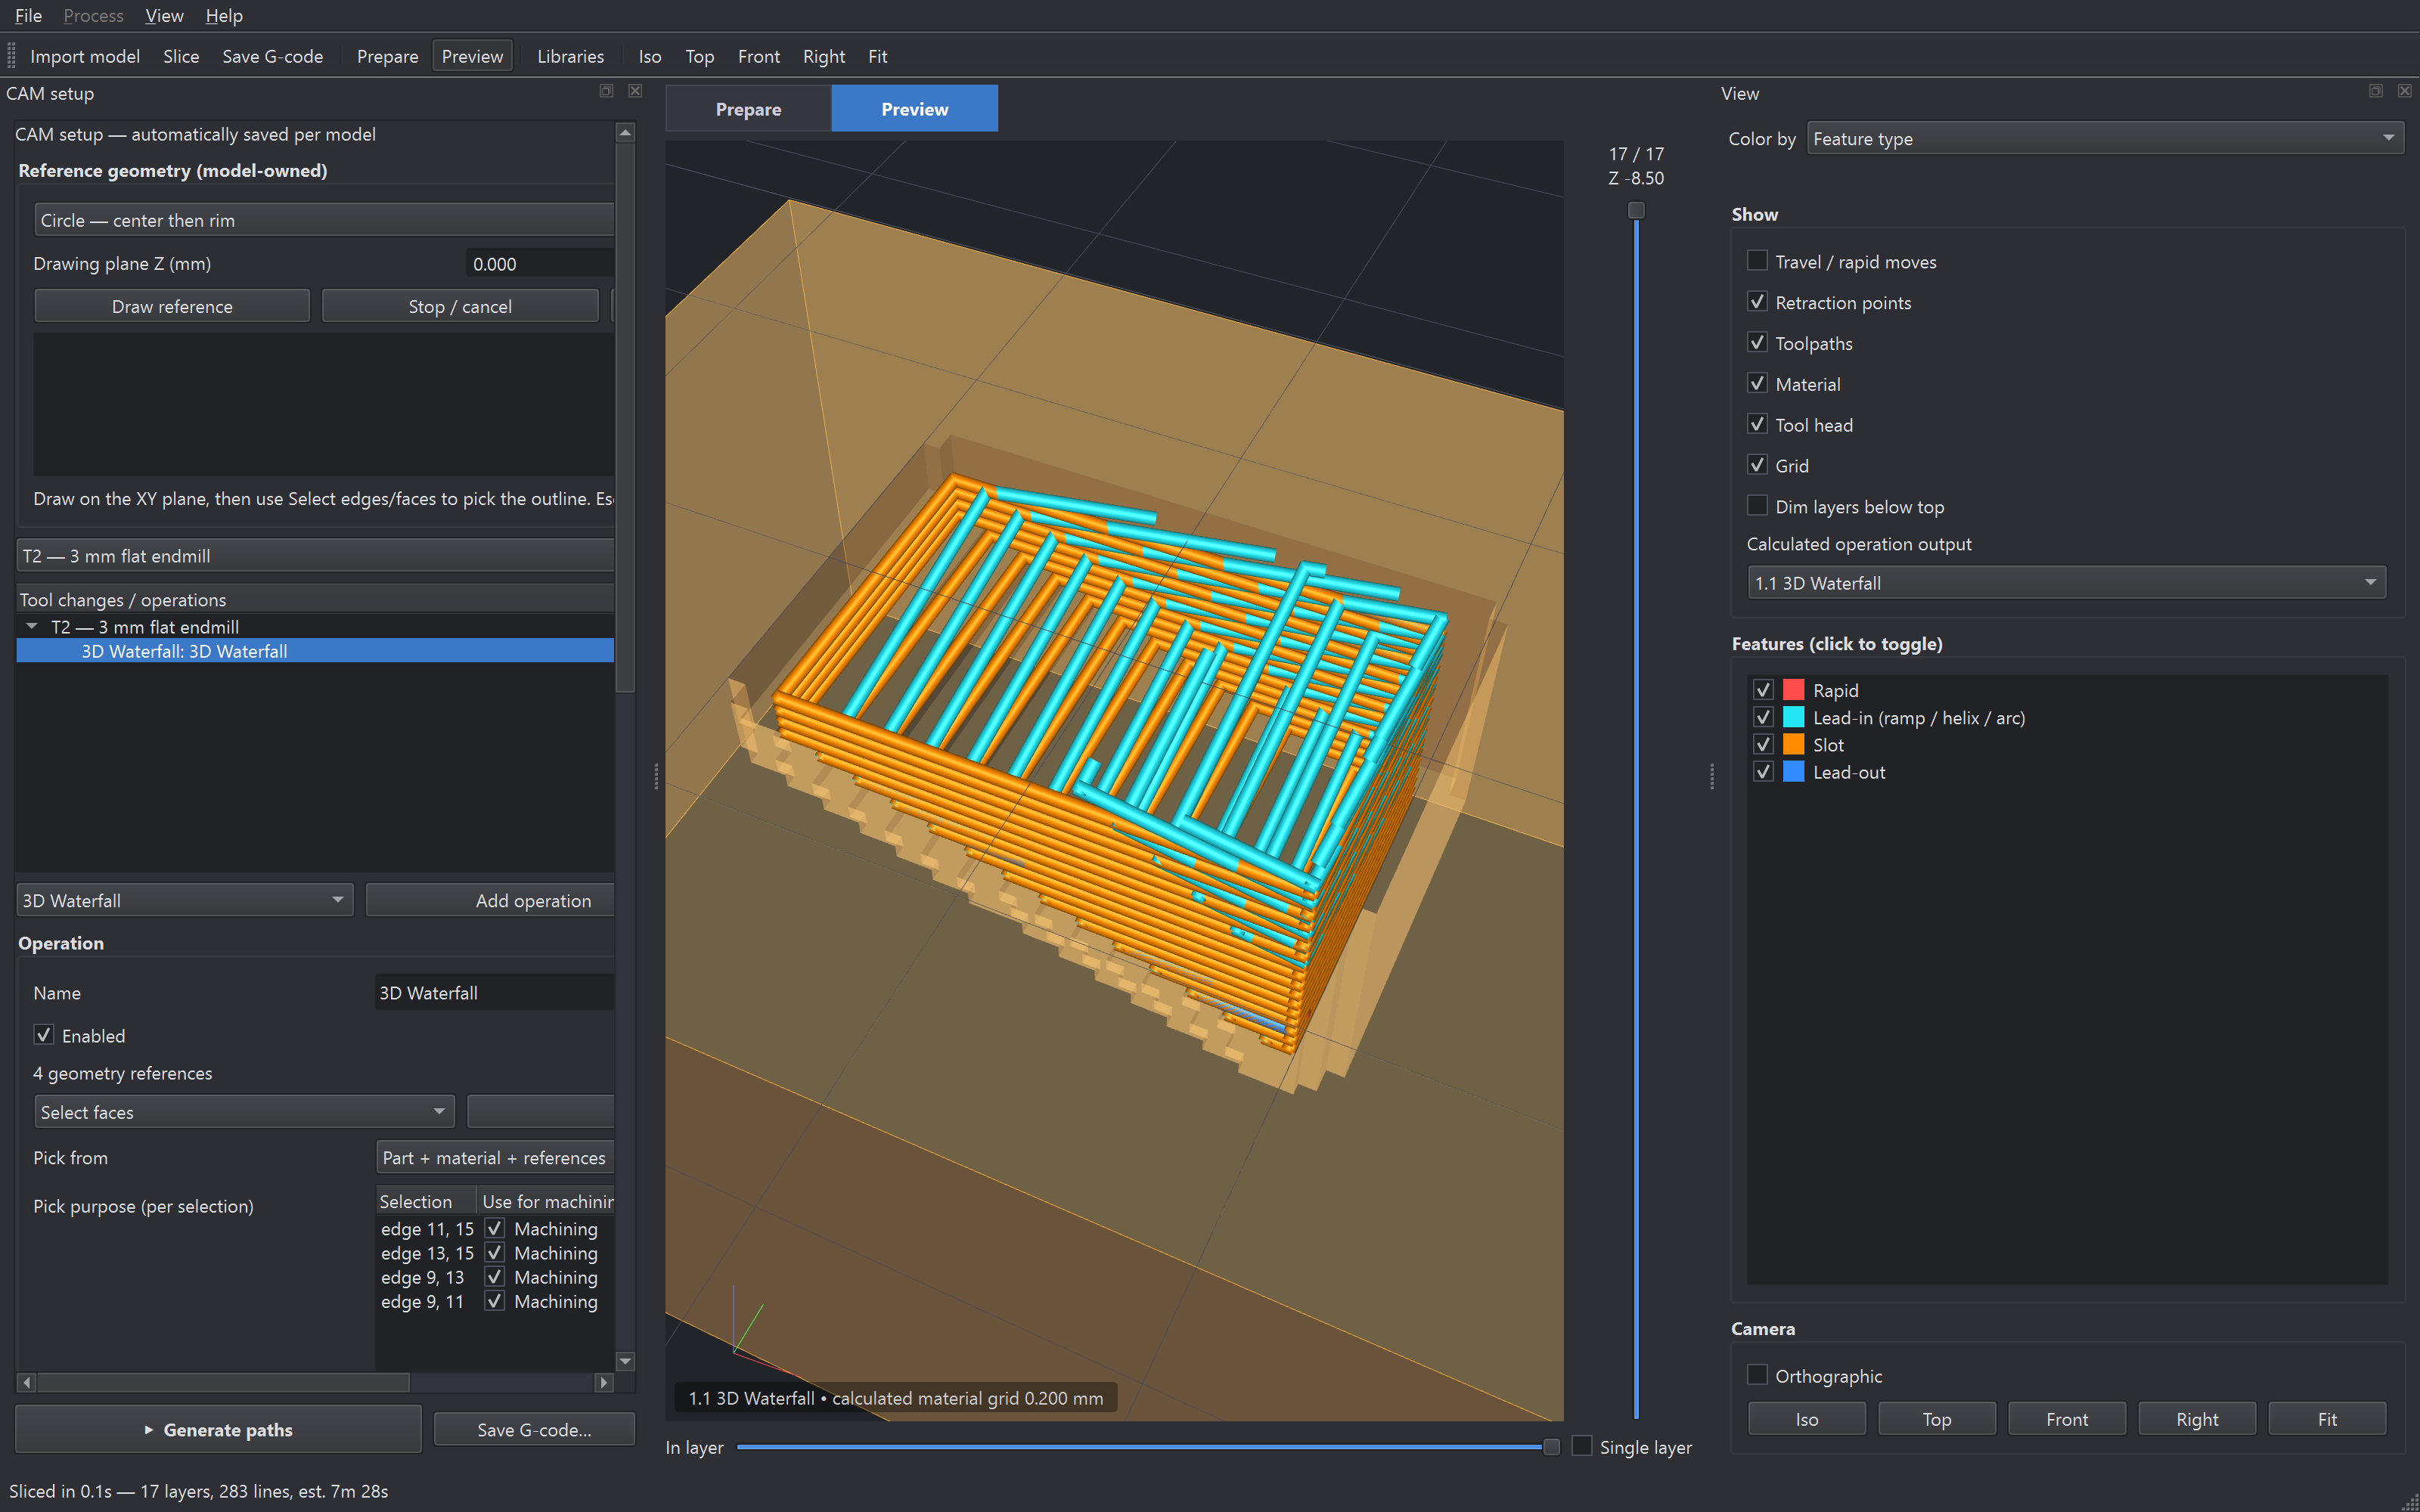 File Process View Help
Import model Slice Save G-code Prepare Preview Libraries Iso Top Front Right Fit
CAM setup
CAM setup — automatically saved per model
Reference geometry (model-owned)
Circle — center then rim
Drawing plane Z (mm) 0.000
Draw reference Stop / cancel
Draw on the XY plane, then use Select edges/faces to pick the outline. Es
T2 — 3 mm flat endmill
Tool changes / operations
T2 — 3 mm flat endmill
3D Waterfall: 3D Waterfall
3D Waterfall Add operation
Operation
Name 3D Waterfall
Enabled
4 geometry references
Select faces
Pick from Part + material + references
Pick purpose (per selection) Selection Use for machinin
edge 11, 15 Machining
edge 13, 15 Machining
edge 9, 13 Machining
edge 9, 11 Machining
Generate paths Save G-code...
Sliced in 0.1s — 17 layers, 283 lines, est. 7m 28s
Prepare Preview
17 / 17
Z -8.50
1.1 3D Waterfall • calculated material grid 0.200 mm
In layer Single layer
View
Color by Feature type
Show
Travel / rapid moves
Retraction points
Toolpaths
Material
Tool head
Grid
Dim layers below top
Calculated operation output
1.1 3D Waterfall
Features (click to toggle)
Rapid
Lead-in (ramp / helix / arc)
Slot
Lead-out
Camera
Orthographic
Iso Top Front Right Fit